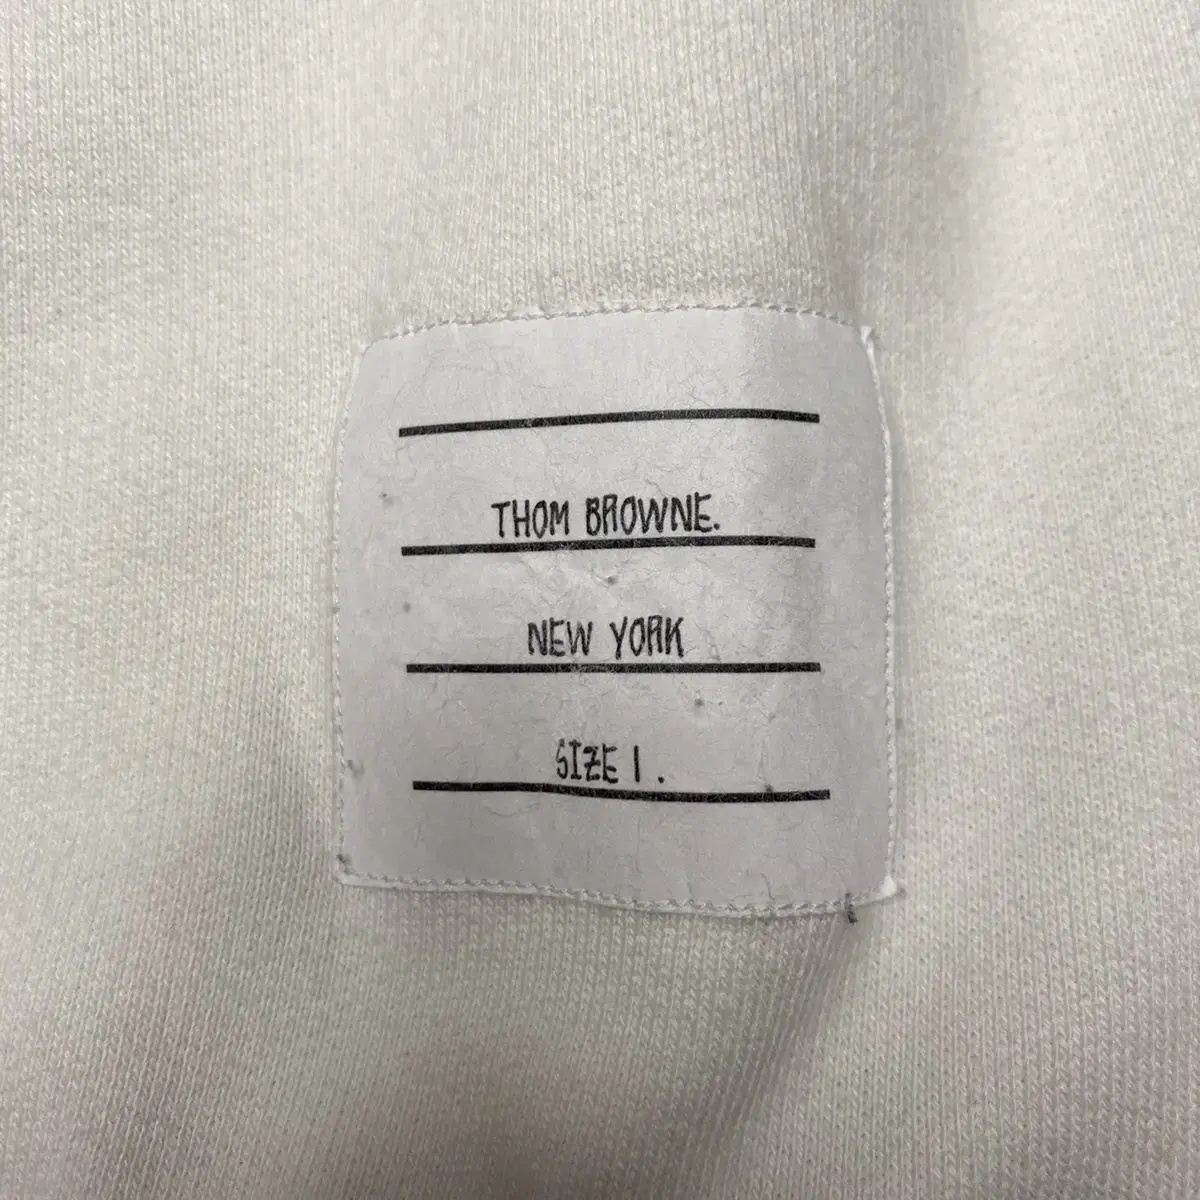 THOM BROWNE.
NEW YORK
SIZE 1.